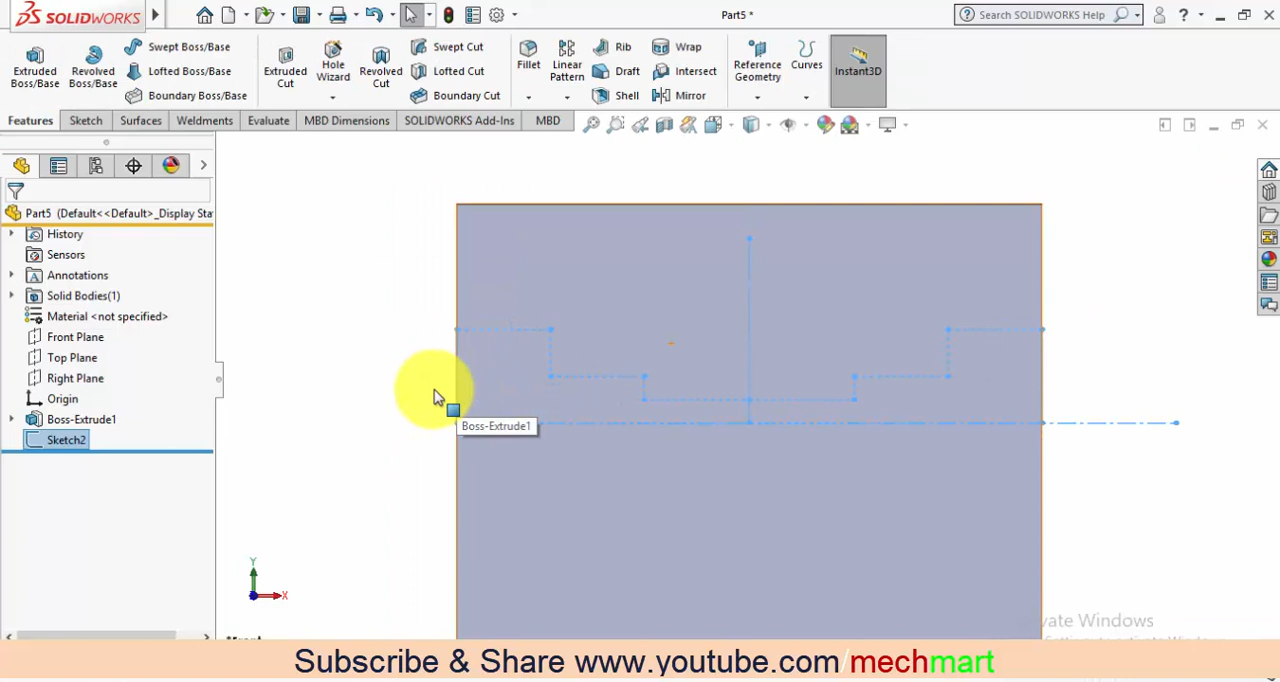 SOLIDWORKS
Part5 *
Search SOLIDWORKS Help
Extruded Boss/Base
Revolved Boss/Base
Swept Boss/Base
Lofted Boss/Base
Boundary Boss/Base
Extruded Cut
Hole Wizard
Revolved Cut
Swept Cut
Lofted Cut
Boundary Cut
Fillet
Linear Pattern
Rib
Draft
Shell
Wrap
Intersect
Mirror
Reference Geometry
Curves
Instant3D
Features
Sketch
Surfaces
Weldments
Evaluate
MBD Dimensions
SOLIDWORKS Add-Ins
MBD
Part5 (Default<<Default>_Display Sta
History
Sensors
Annotations
Solid Bodies(1)
Material <not specified>
Front Plane
Top Plane
Right Plane
Origin
Boss-Extrude1
Sketch2
Boss-Extrude1
Y
X
vate Windows
Subscribe & Share www.youtube.com/mechmart